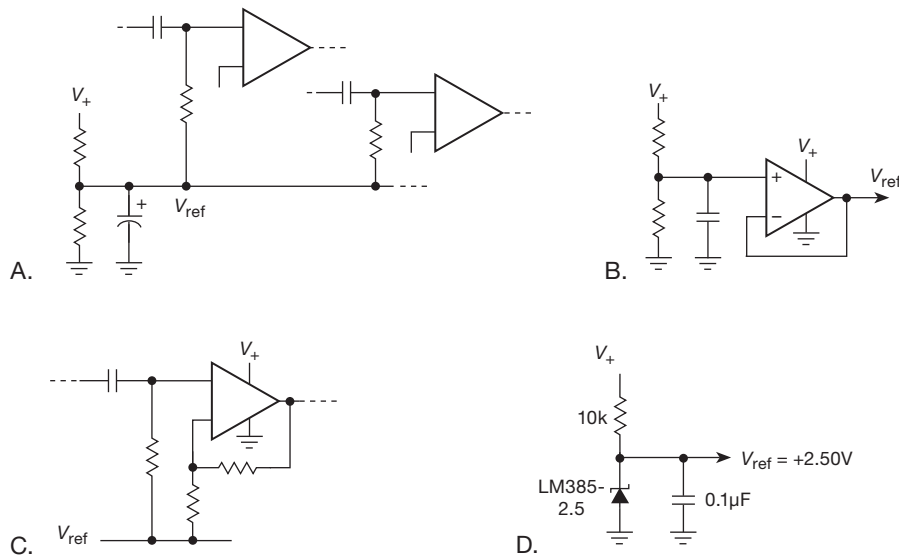 V+
+
Vref
A.
V+
V+
+
−
Vref
B.
V+
Vref
C.
V+
10k
Vref = +2.50V
LM385-
2.5
0.1µF
D.